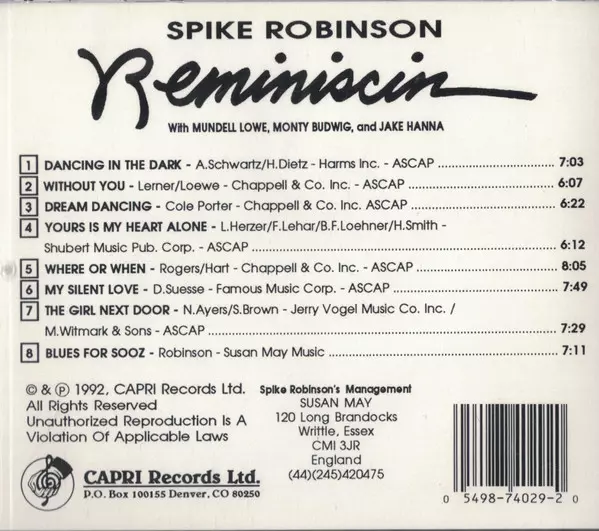 SPIKE ROBINSON
Reminiscin
With MUNDELL LOWE, MONTY BUDWIG, and JAKE HANNA
1 DANCING IN THE DARK - A.Schwartz/H.Dietz - Harms Inc. - ASCAP 7:03
2 WITHOUT YOU - Lerner/Loewe - Chappell & Co. Inc. - ASCAP 6:07
3 DREAM DANCING - Cole Porter - Chappell & Co. Inc. - ASCAP 6:22
4 YOURS IS MY HEART ALONE - L.Herzer/F.Lehar/B.F.Loehner/H.Smith -
Shubert Music Pub. Corp. - ASCAP 6:12
5 WHERE OR WHEN - Rogers/Hart - Chappell & Co. Inc. - ASCAP 8:05
6 MY SILENT LOVE - D.Suesse - Famous Music Corp. - ASCAP 7:49
7 THE GIRL NEXT DOOR - N.Ayers/S.Brown - Jerry Vogel Music Co. Inc. /
M.Witmark & Sons - ASCAP 7:29
8 BLUES FOR SOOZ - Robinson - Susan May Music 7:11
© & ℗ 1992, CAPRI Records Ltd.
All Rights Reserved
Unauthorized Reproduction Is A
Violation Of Applicable Laws
Spike Robinson's Management
SUSAN MAY
120 Long Brandocks
Writtle, Essex
CMI 3JR
England
(44)(245)420475
CAPRI Records Ltd.
P.O. Box 100155 Denver, CO 80250
0 5498-74029-2 0